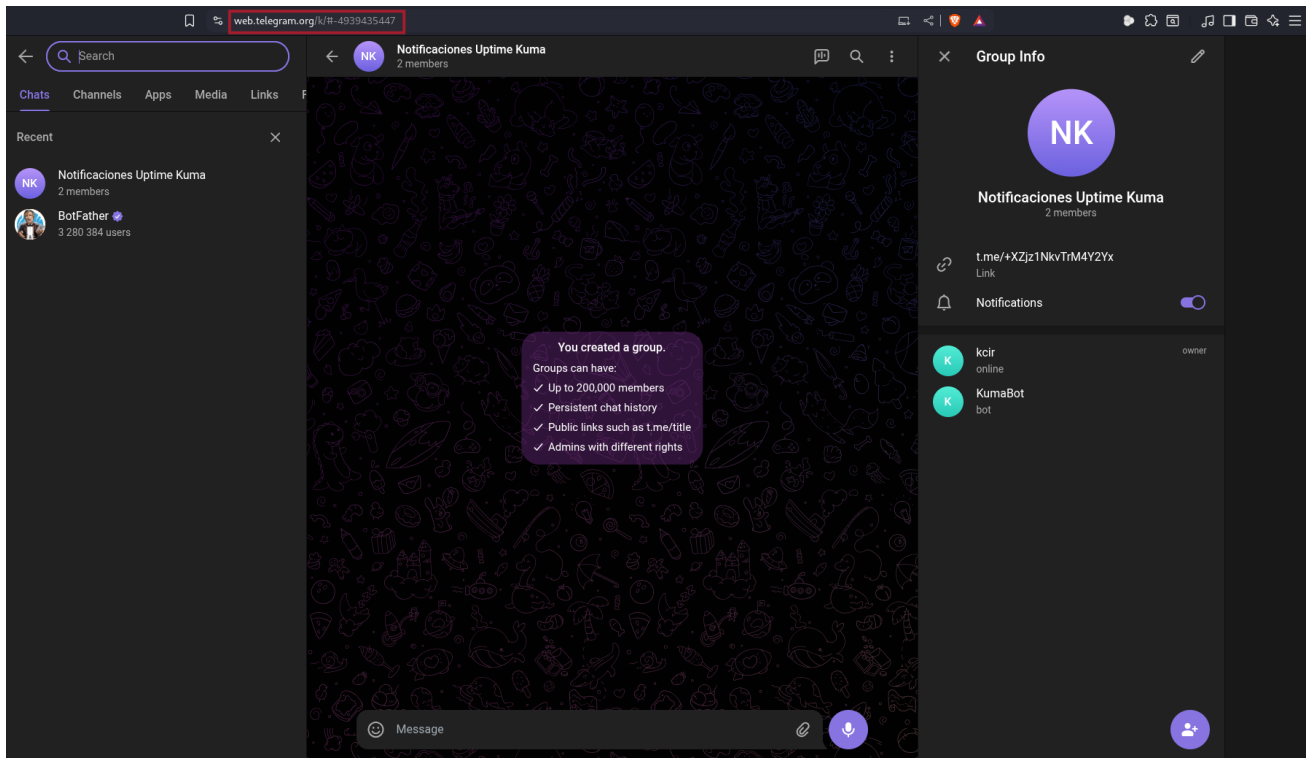 web.telegram.org/k/#-4939435447
Search
Chats Channels Apps Media Links
Recent
NK
Notificaciones Uptime Kuma
2 members
BotFather
3 280 384 users
NK
Notificaciones Uptime Kuma
2 members
You created a group.
Groups can have:
✓ Up to 200,000 members
✓ Persistent chat history
✓ Public links such as t.me/title
✓ Admins with different rights
Message
Group Info
NK
Notificaciones Uptime Kuma
2 members
t.me/+XZjz1NkvTrM4Y2Yx
Link
Notifications
K
kcir
owner
online
K
KumaBot
bot